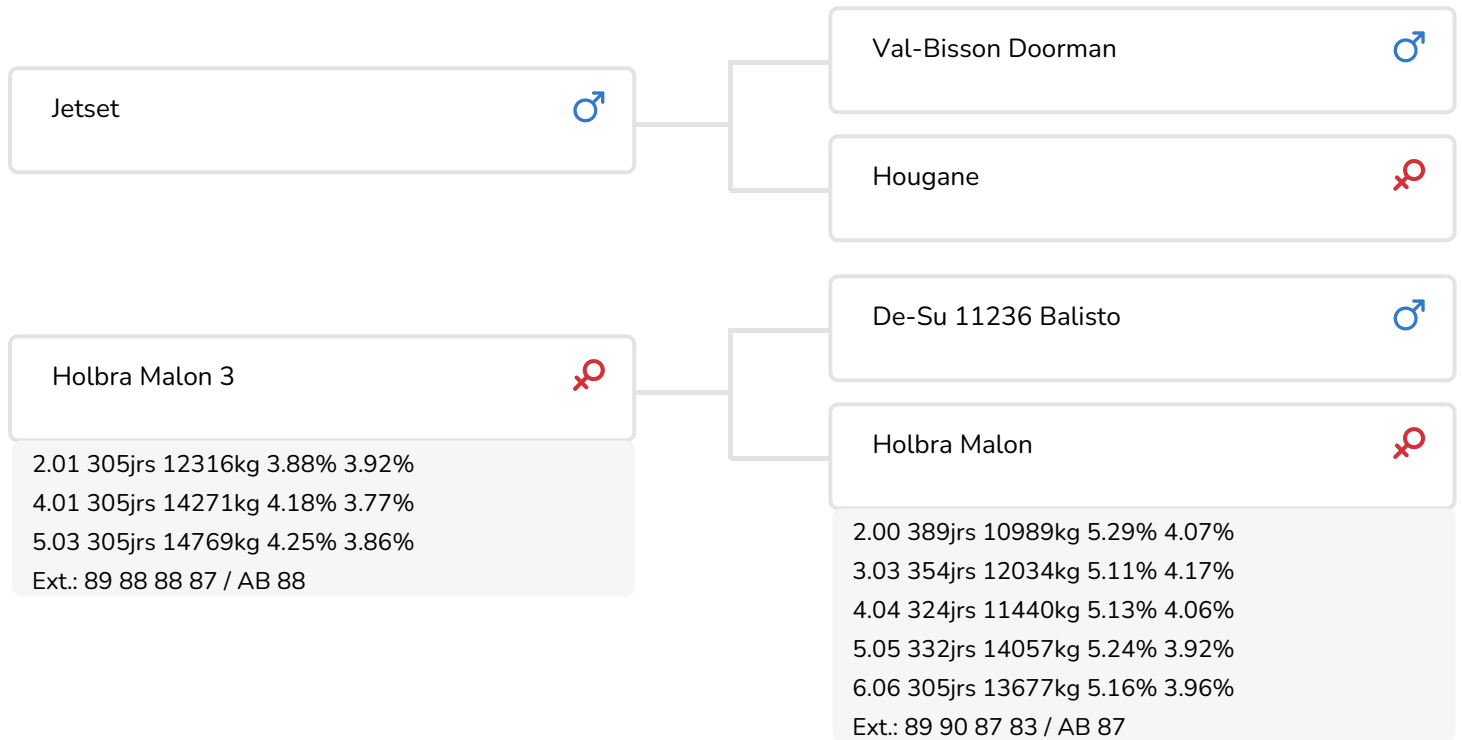 Jetset
Val-Bisson Doorman
Hougane
Holbra Malon 3
2.01 305jrs 12316kg 3.88% 3.92%
4.01 305jrs 14271kg 4.18% 3.77%
5.03 305jrs 14769kg 4.25% 3.86%
Ext.: 89 88 88 87 / AB 88
De-Su 11236 Balisto
Holbra Malon
2.00 389jrs 10989kg 5.29% 4.07%
3.03 354jrs 12034kg 5.11% 4.17%
4.04 324jrs 11440kg 5.13% 4.06%
5.05 332jrs 14057kg 5.24% 3.92%
6.06 305jrs 13677kg 5.16% 3.96%
Ext.: 89 90 87 83 / AB 87